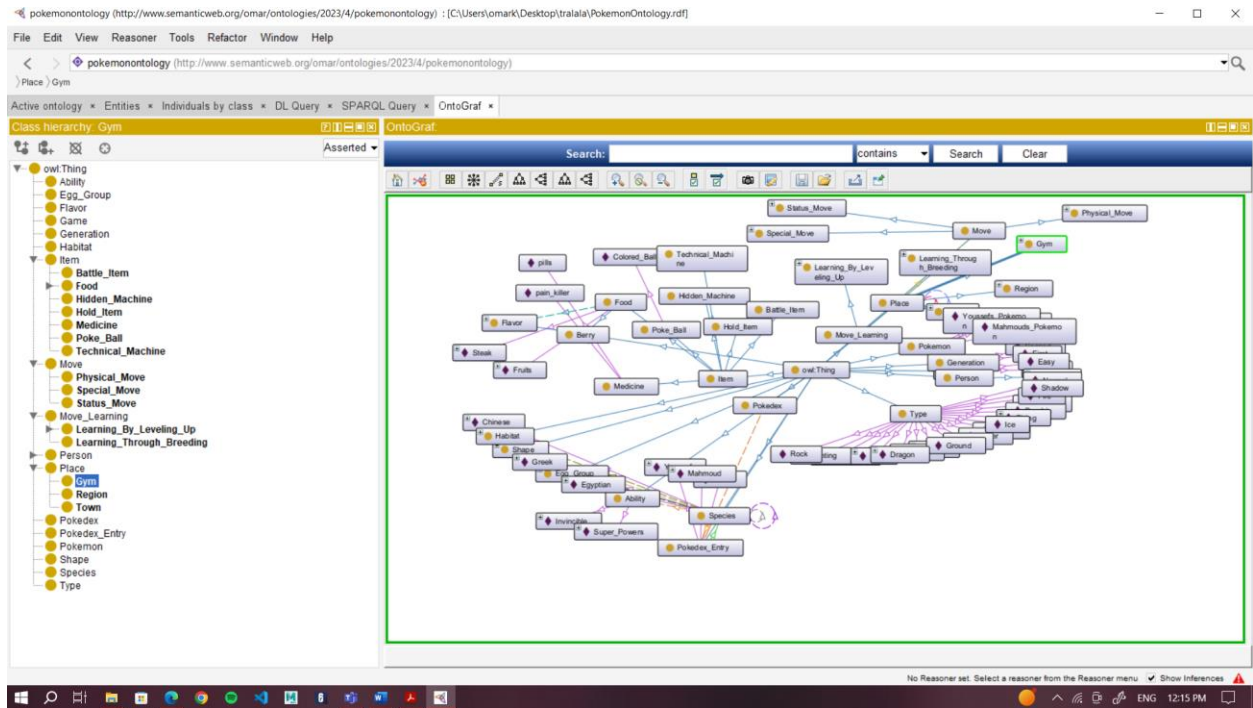 pokemonontology (http://www.semanticweb.org/omar/ontologies/2023/4/pokemonontology) : [C:\Users\omark\Desktop\tralala\PokemonOntology.rdf]
File Edit View Reasoner Tools Refactor Window Help
pokemonontology (http://www.semanticweb.org/omar/ontologies/2023/4/pokemonontology)
Place Gym
Active ontology × Entities × Individuals by class × DL Query × SPARQL Query × OntoGraf ×
Class hierarchy: Gym
Asserted
owl:Thing
Ability
Egg_Group
Flavor
Game
Generation
Habitat
Item
Battle_Item
Food
Hidden_Machine
Hold_Item
Medicine
Poke_Ball
Technical_Machine
Move
Physical_Move
Special_Move
Status_Move
Move_Learning
Learning_By_Leveling_Up
Learning_Through_Breeding
Person
Place
Gym
Region
Town
Pokedex
Pokedex_Entry
Pokemon
Shape
Species
Type
OntoGraf:
Search: contains Search Clear
Status_Move
Physical_Move
Special_Move
Move
Gym
Colored_Ball
Technical_Machi
ne
pills
Learning_Throug
h_Breeding
Learning_By_Lev
eling_Up
Region
pain_killer
Food
Hidden_Machine
Place
Battle_Item
Yousefs_Pokemo
n
Mahmouds_Pokemo
n
Flavor
Berry
Poke_Ball
Hold_Item
Move_Learning
Pokemon
Steak
Fruits
owl:Thing
Generation
Easy
Medicine
Item
Person
Shadow
Pokedex
Type
Chinese
Ice
Habitat
Shape
Greek
Rock
Dragon
Ground
Egg_Group
Mahmoud
Egyptian
Ability
Invincible
Super_Powers
Species
Pokedex_Entry
No Reasoner set. Select a reasoner from the Reasoner menu Show Inferences
ENG 12:15 PM